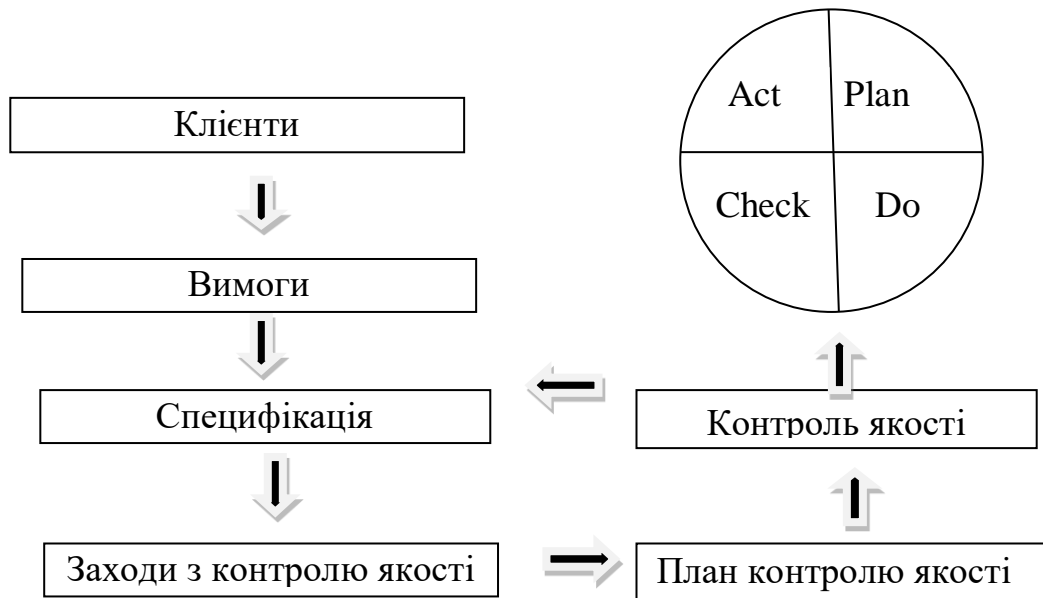 Act Plan
Check Do
Клієнти
Вимоги
Специфікація
Контроль якості
Заходи з контролю якості
План контролю якості